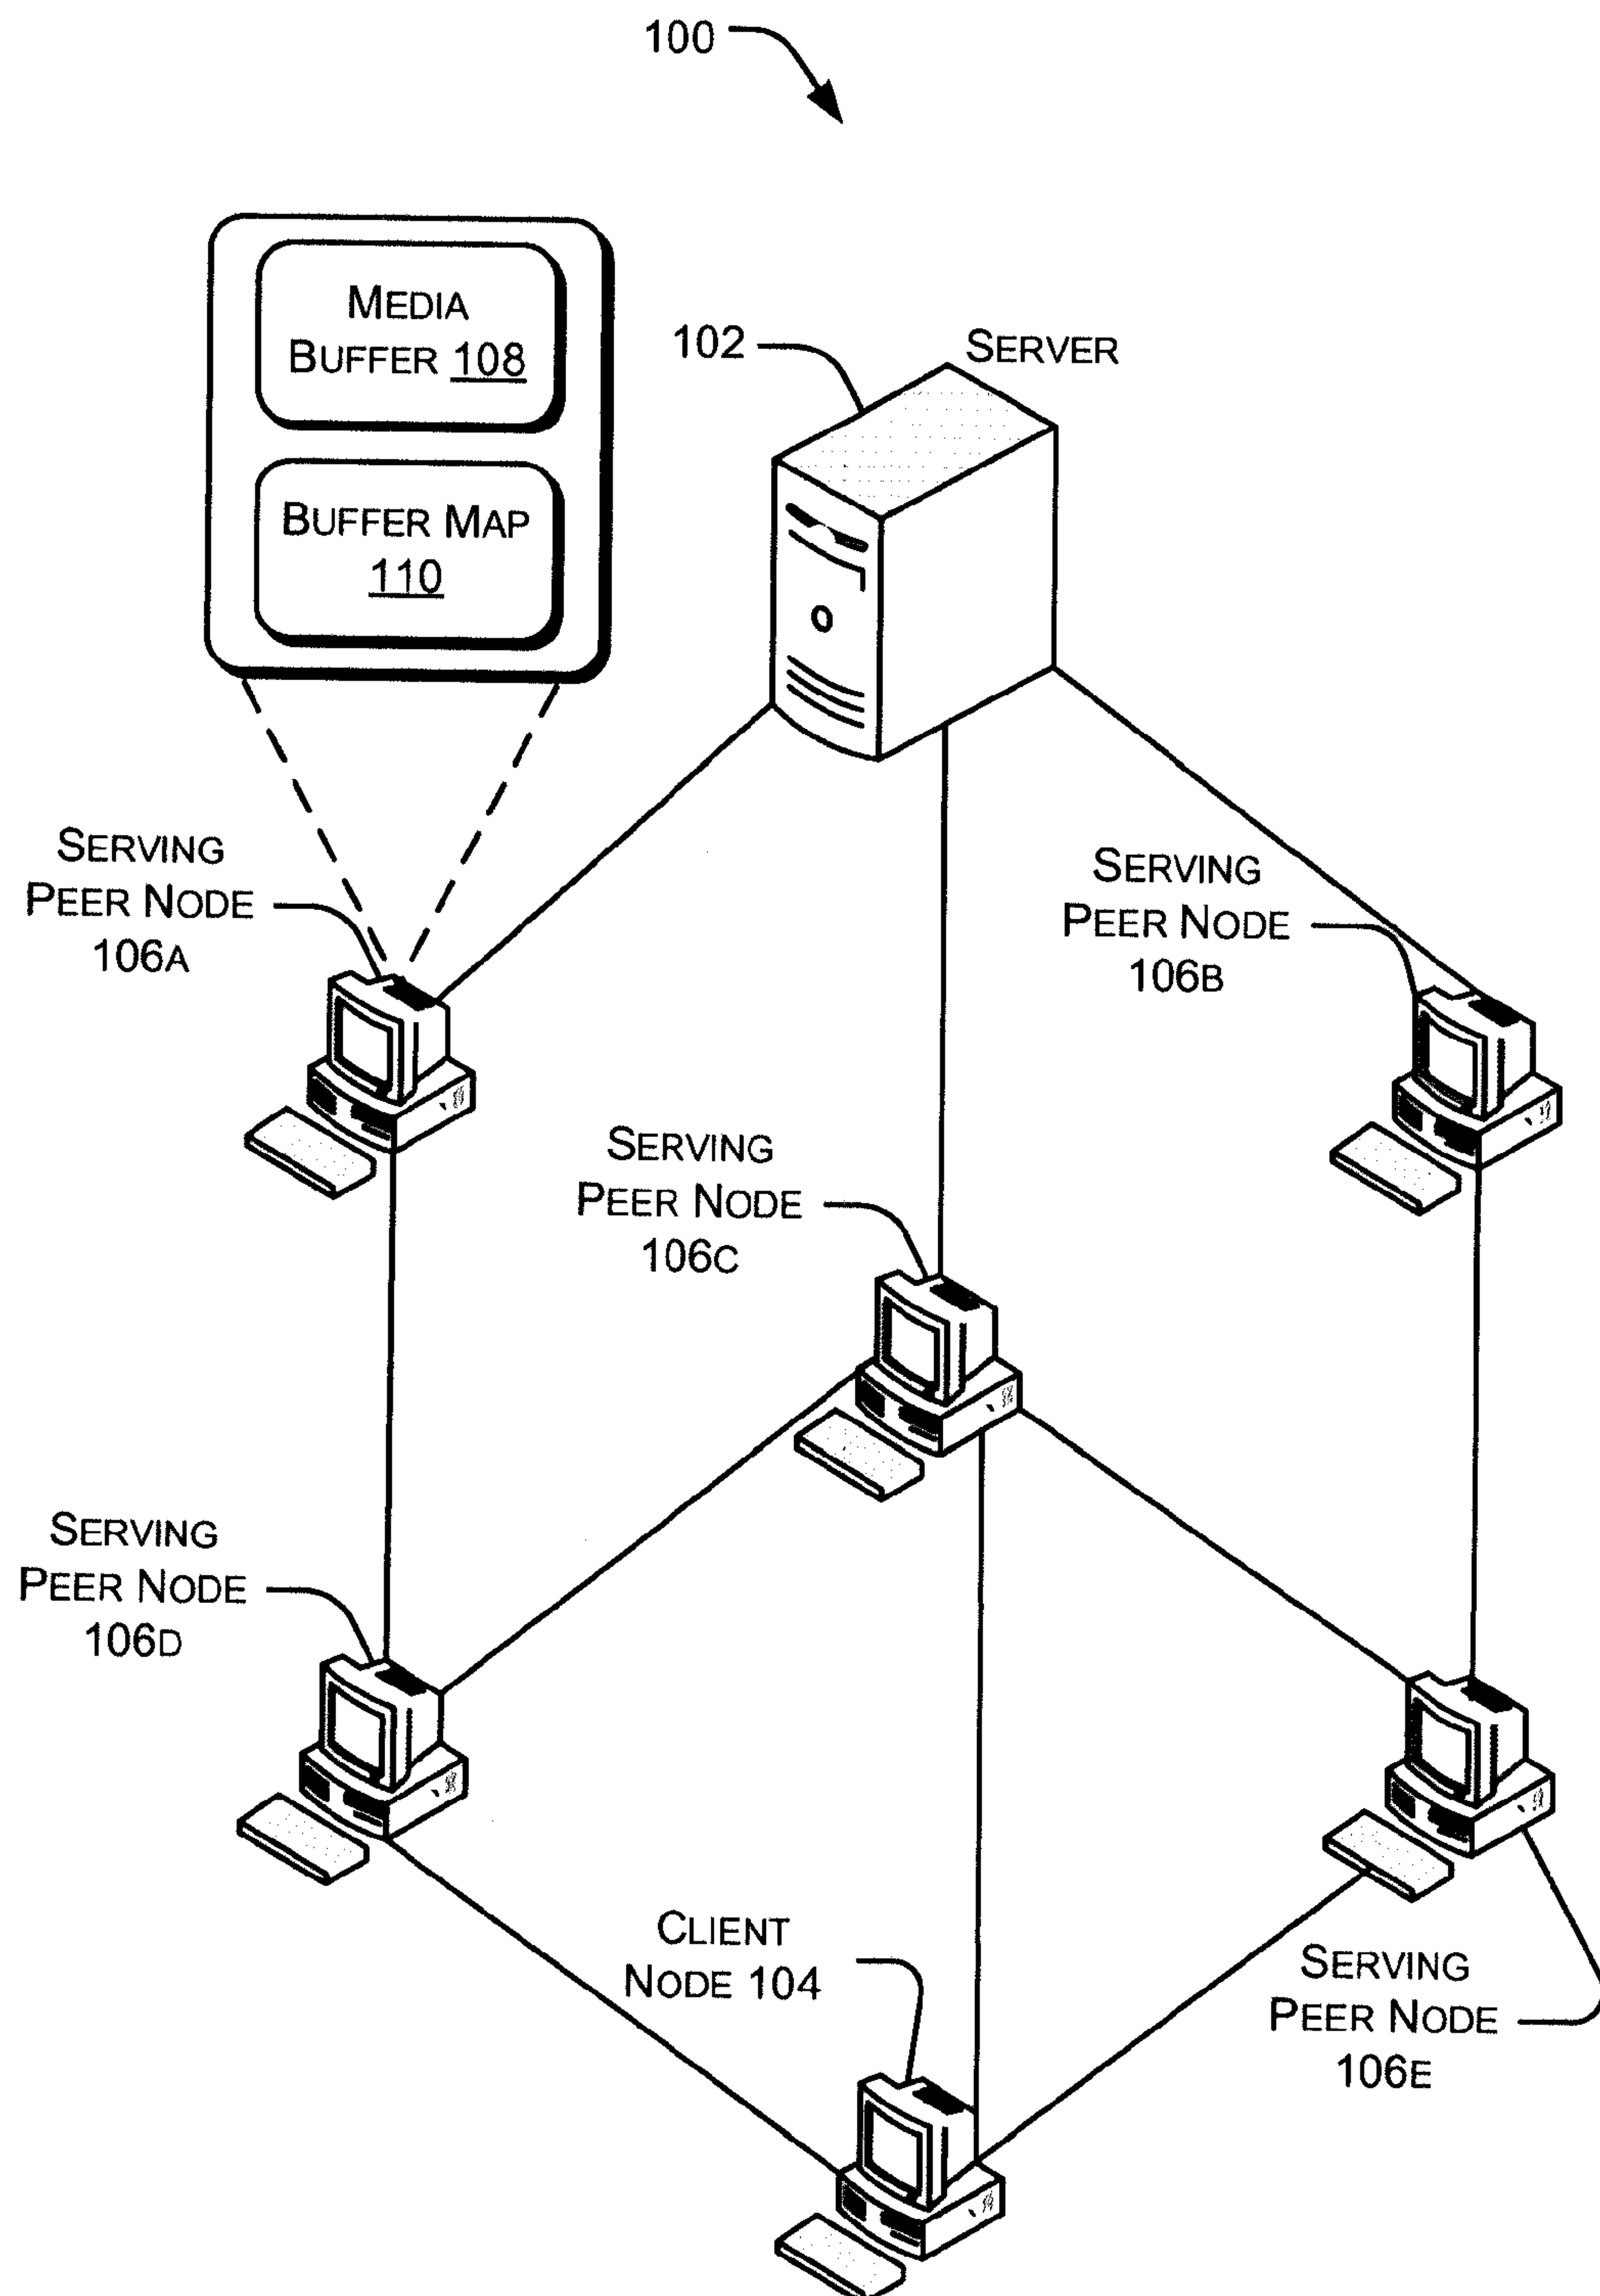 100
MEDIA
BUFFER 108
BUFFER MAP
110
102
SERVER
SERVING
PEER NODE
106A
SERVING
PEER NODE
106B
SERVING
PEER NODE
106C
SERVING
PEER NODE
106D
CLIENT
NODE 104
SERVING
PEER NODE
106E